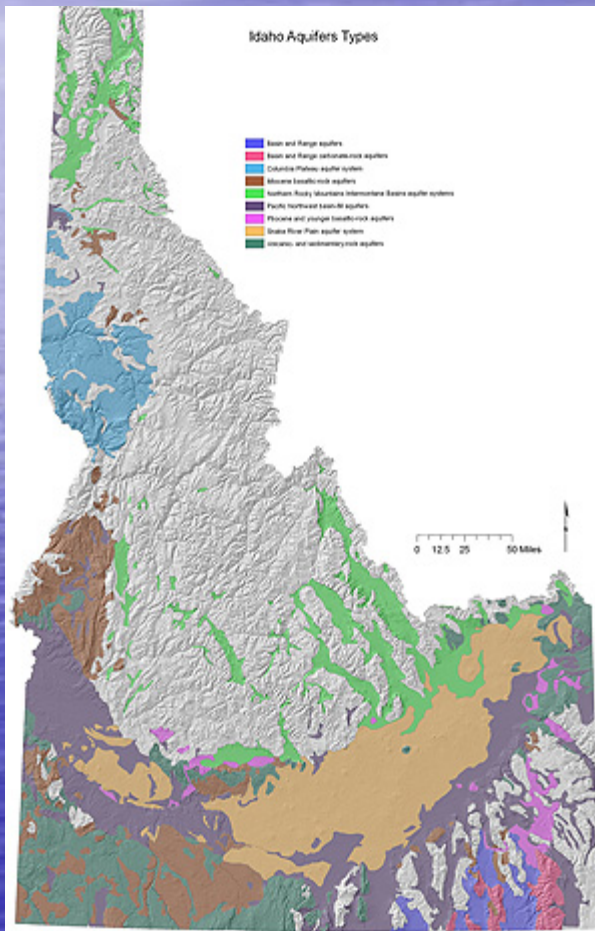 Idaho Aquifers Types
Basin and Range aquifers
Basin and Range carbonate-rock aquifers
Columbia Plateau aquifer system
Miocene basaltic-rock aquifers
Northern Rocky Mountains Intermontane Basins aquifer systems
Pacific Northwest basin-fill aquifers
Pliocene and younger basaltic-rock aquifers
Snake River Plain aquifer system
Volcanic- and sedimentary-rock aquifers
0 12.5 25 50 Miles